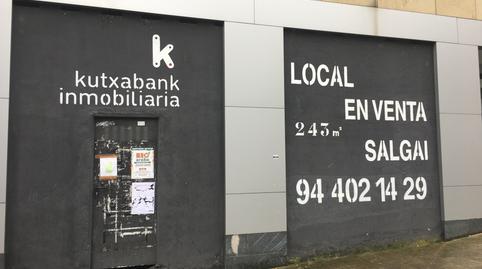 k
kutxabank
inmobiliaria
LOCAL
EN VENTA
243 m²
SALGAI
94 402 14 29